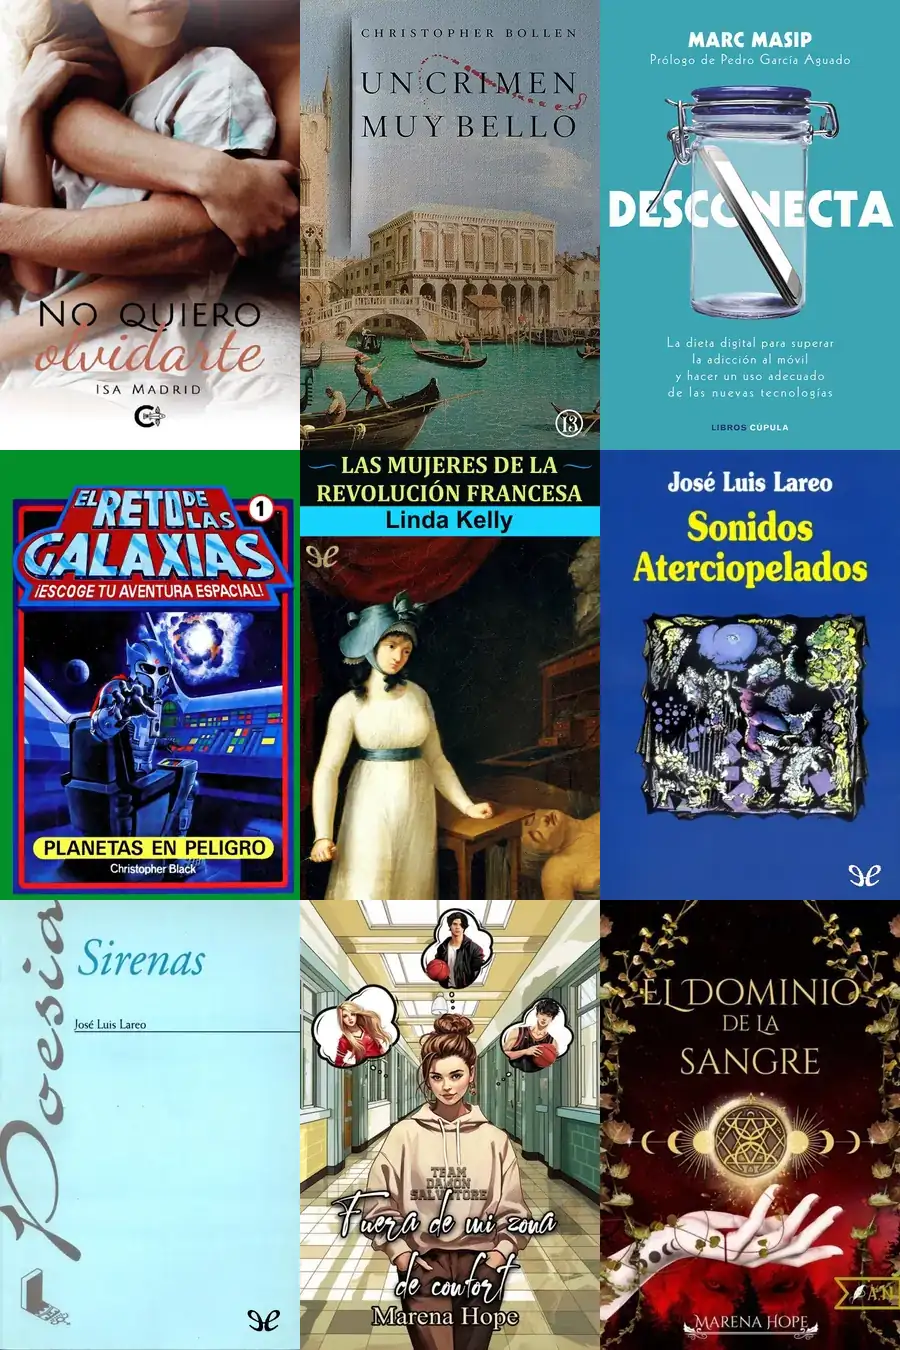 NO QUIERO
olvidarte
ISA MADRID
CHRISTOPHER BOLLEN
UN CRIMEN
MUY BELLO
13
MARC MASIP
Prólogo de Pedro García Aguado
DESCONECTA
La dieta digital para superar
la adicción al móvil
y hacer un uso adecuado
de las nuevas tecnologías
LIBROS CÚPULA
EL RETO DE
LAS
GALAXIAS
1
¡ESCOGE TU AVENTURA ESPACIAL!
PLANETAS EN PELIGRO
Christopher Black
LAS MUJERES DE LA
REVOLUCIÓN FRANCESA
Linda Kelly
José Luis Lareo
Sonidos
Aterciopelados
Poesía
Sirenas
José Luis Lareo
TEAM
DAMON
SALVATORE
Fuera de mi zona
de confort
Marena Hope
EL DOMINIO
DE LA
SANGRE
MARENA HOPE